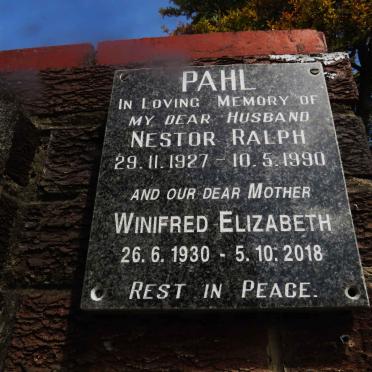 PAHL
IN LOVING MEMORY OF
MY DEAR HUSBAND
NESTOR RALPH
29.11.1927 - 10.5.1990
AND OUR DEAR MOTHER
WINIFRED ELIZABETH
26.6.1930 - 5.10.2018
REST IN PEACE.